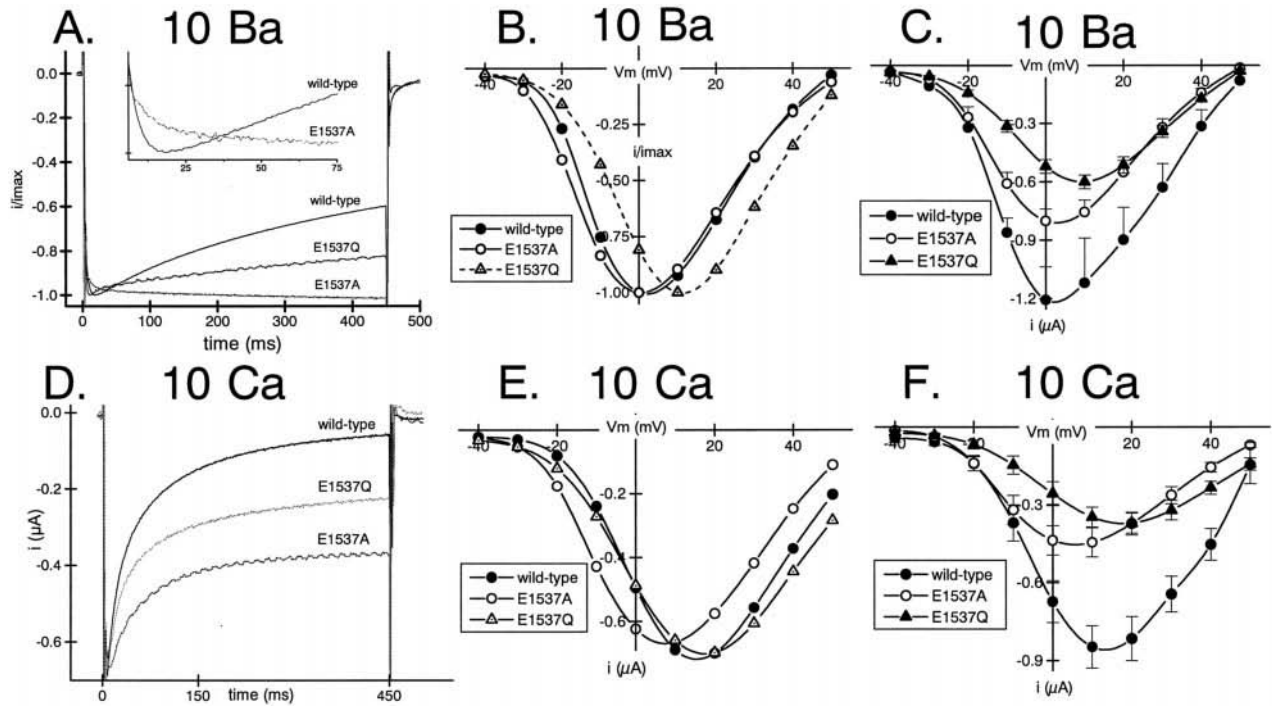 A. 10 Ba
0.0
-0.2
-0.4
-0.6
-0.8
-1.0
i/imax
wild-type
E1537A
25
50
75
wild-type
E1537Q
E1537A
0
100
200
300
400
500
time (ms)
B. 10 Ba
Vm (mV)
-40
-20
20
40
-0.25
i/imax
-0.50
-0.75
-1.00
wild-type
E1537A
E1537Q
C. 10 Ba
Vm (mV)
-40
-20
20
40
-0.3
-0.6
-0.9
-1.2
i (µA)
wild-type
E1537A
E1537Q
D. 10 Ca
0.0
-0.2
-0.4
-0.6
i (µA)
wild-type
E1537Q
E1537A
0
150
450
time (ms)
E. 10 Ca
Vm (mV)
-40
-20
20
40
-0.2
-0.4
-0.6
i (µA)
wild-type
E1537A
E1537Q
F. 10 Ca
Vm (mV)
-40
-20
20
40
-0.3
-0.6
-0.9
i (µA)
wild-type
E1537A
E1537Q